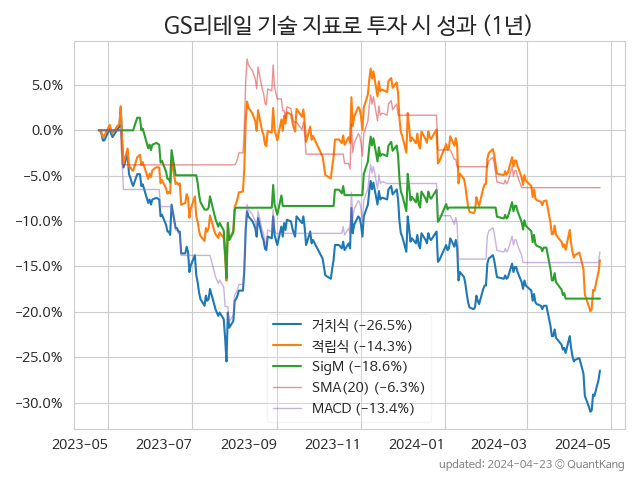 GS리테일 기술 지표로 투자 시 성과 (1년)
5.0%
0.0%
−5.0%
−10.0%
−15.0%
−20.0%
−25.0%
−30.0%
거치식 (−26.5%)
적립식 (−14.3%)
SigM (−18.6%)
SMA(20) (−6.3%)
MACD (−13.4%)
2023−05 2023−07 2023−09 2023−11 2024−01 2024−03 2024−05
updated: 2024−04−23 © QuantKang